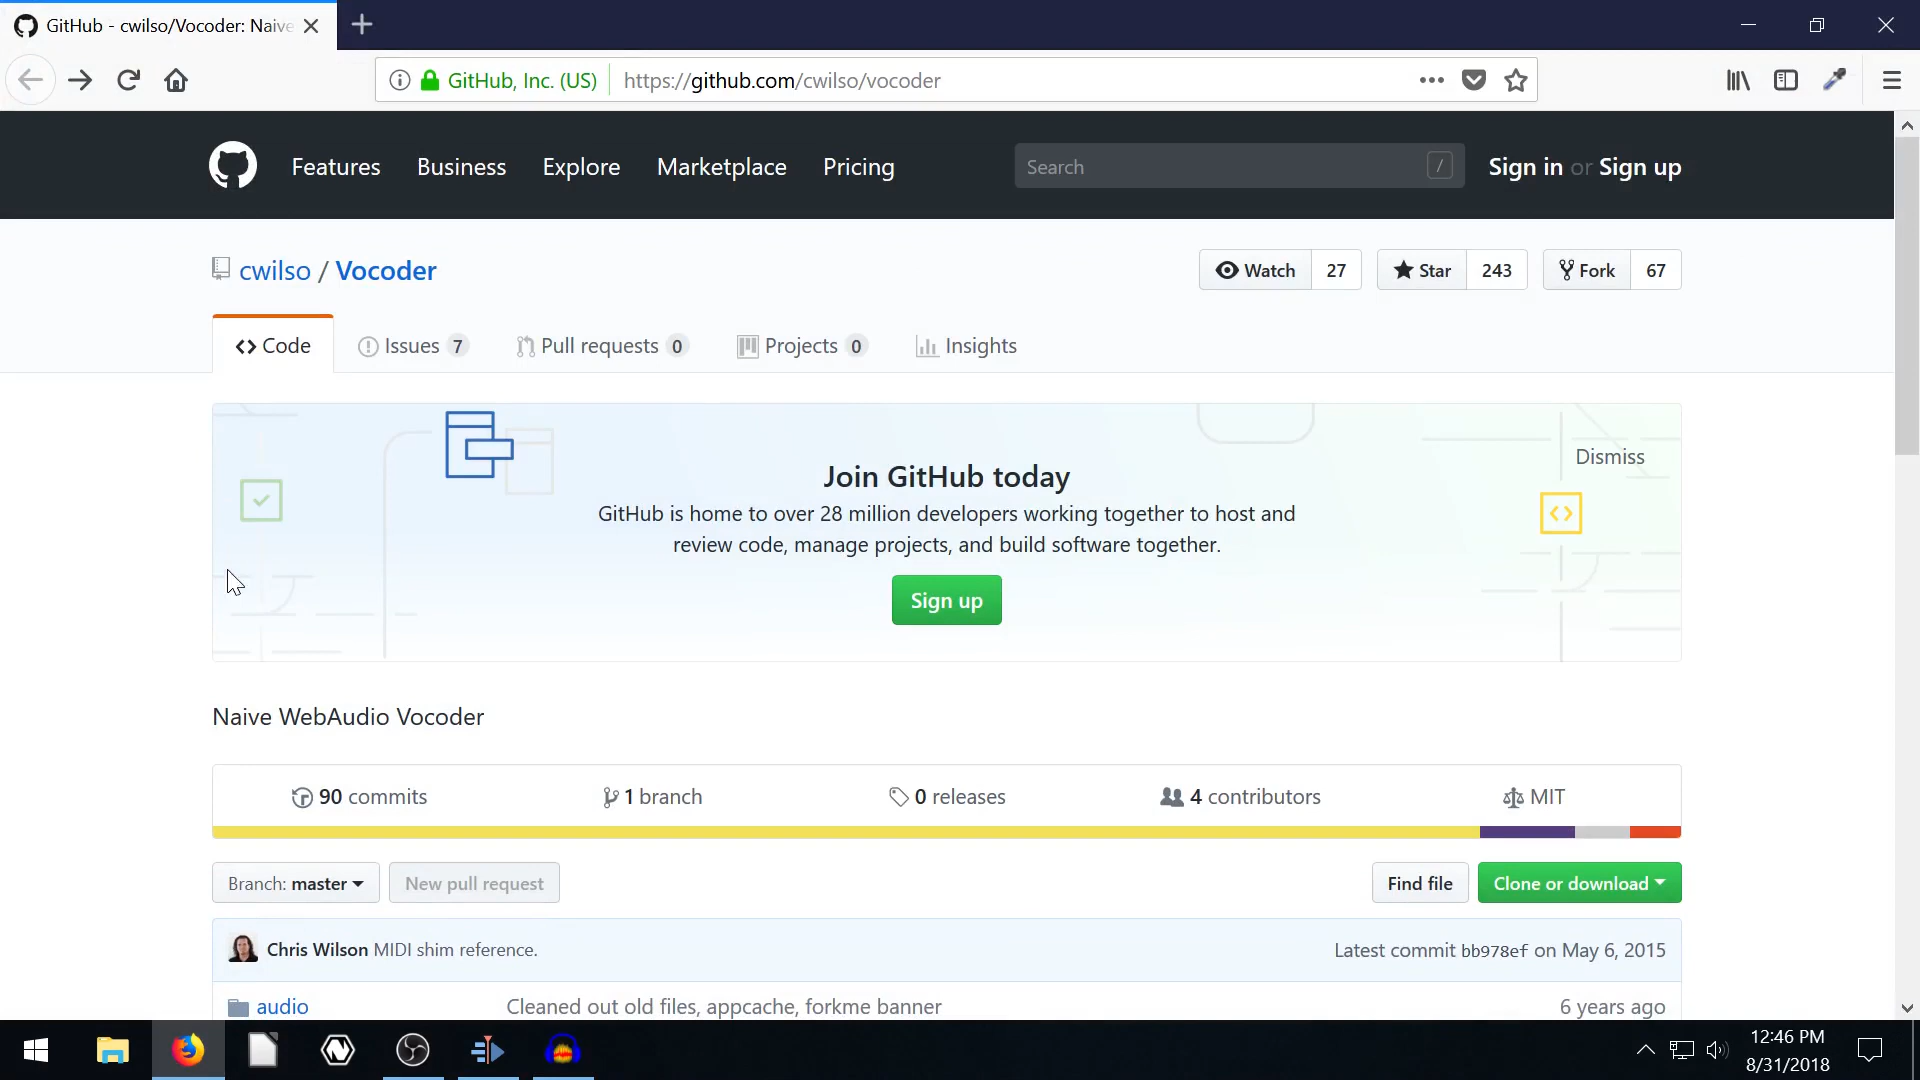 GitHub - cwilso/Vocoder: Naive
GitHub, Inc. (US) https://github.com/cwilso/vocoder
Features Business Explore Marketplace Pricing Search / Sign in or Sign up
cwilso / Vocoder Watch 27 Star 243 Fork 67
Code Issues 7 Pull requests 0 Projects 0 Insights
Dismiss
Join GitHub today
GitHub is home to over 28 million developers working together to host and
review code, manage projects, and build software together.
Sign up
Naive WebAudio Vocoder
90 commits 1 branch 0 releases 4 contributors MIT
Branch: master New pull request Find file Clone or download
Chris Wilson MIDI shim reference. Latest commit bb978ef on May 6, 2015
audio Cleaned out old files, appcache, forkme banner 6 years ago
12:46 PM
8/31/2018